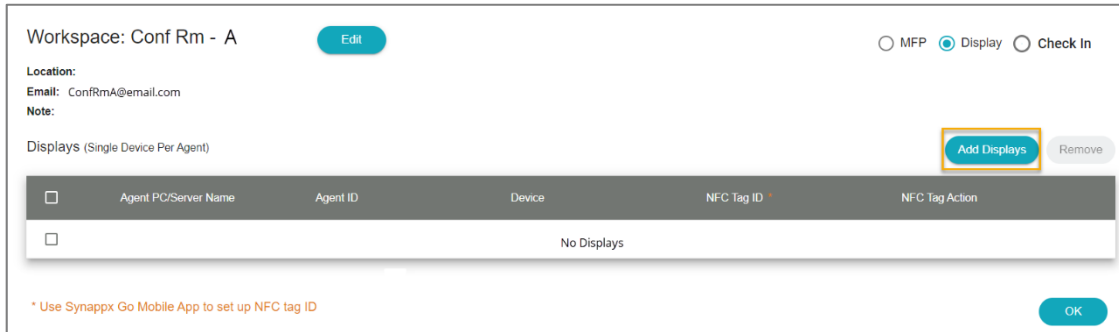 Workspace: Conf Rm - A
Edit
MFP Display Check In
Location:
Email: ConfRmA@email.com
Note:
Displays (Single Device Per Agent)
Add Displays
Remove
Agent PC/Server Name Agent ID Device NFC Tag ID * NFC Tag Action
No Displays
* Use Synappx Go Mobile App to set up NFC tag ID
OK